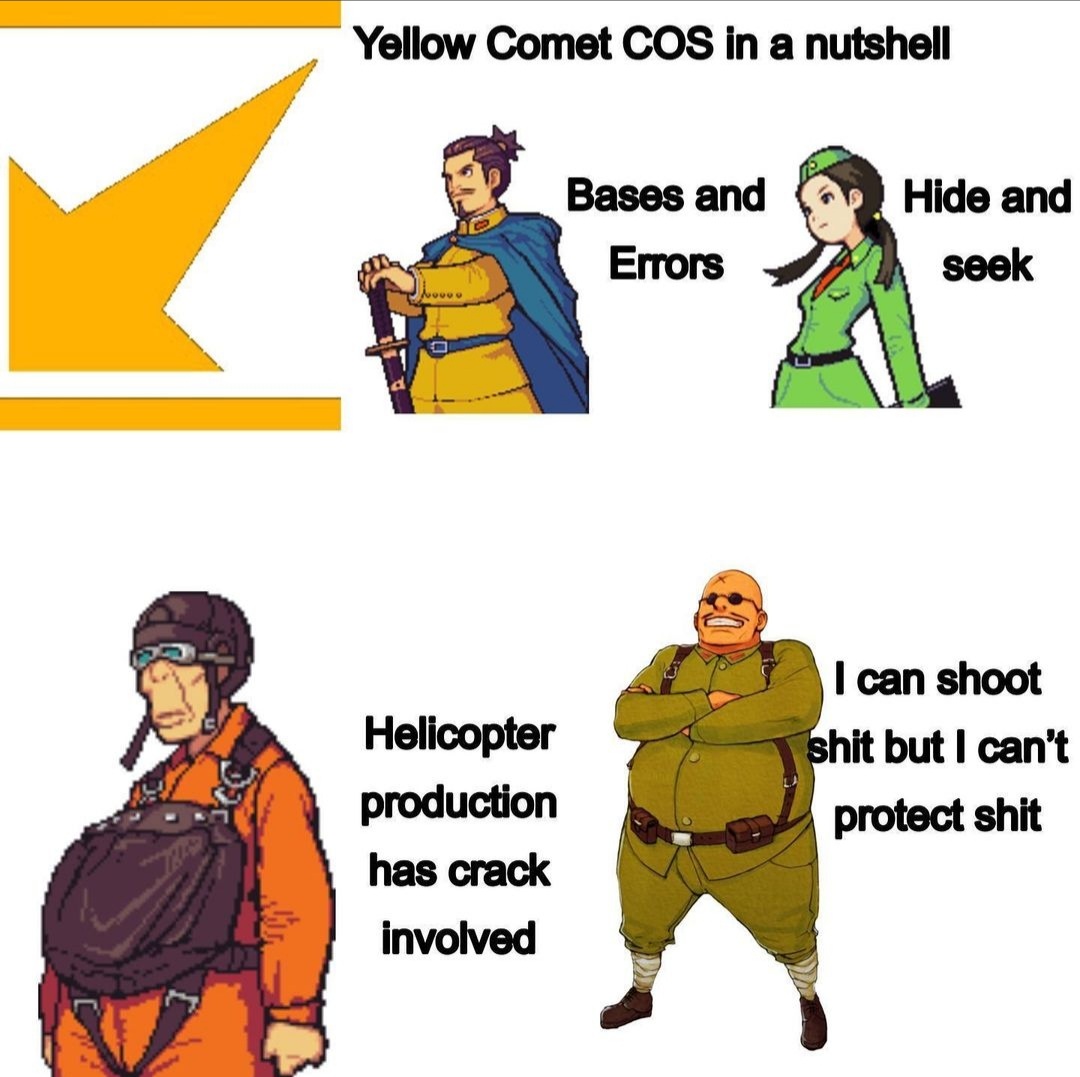 Yellow Comet COS in a nutshell
Bases and
Errors
Hide and
seek
Helicopter
production
has crack
involved
I can shoot
shit but I can't
protect shit